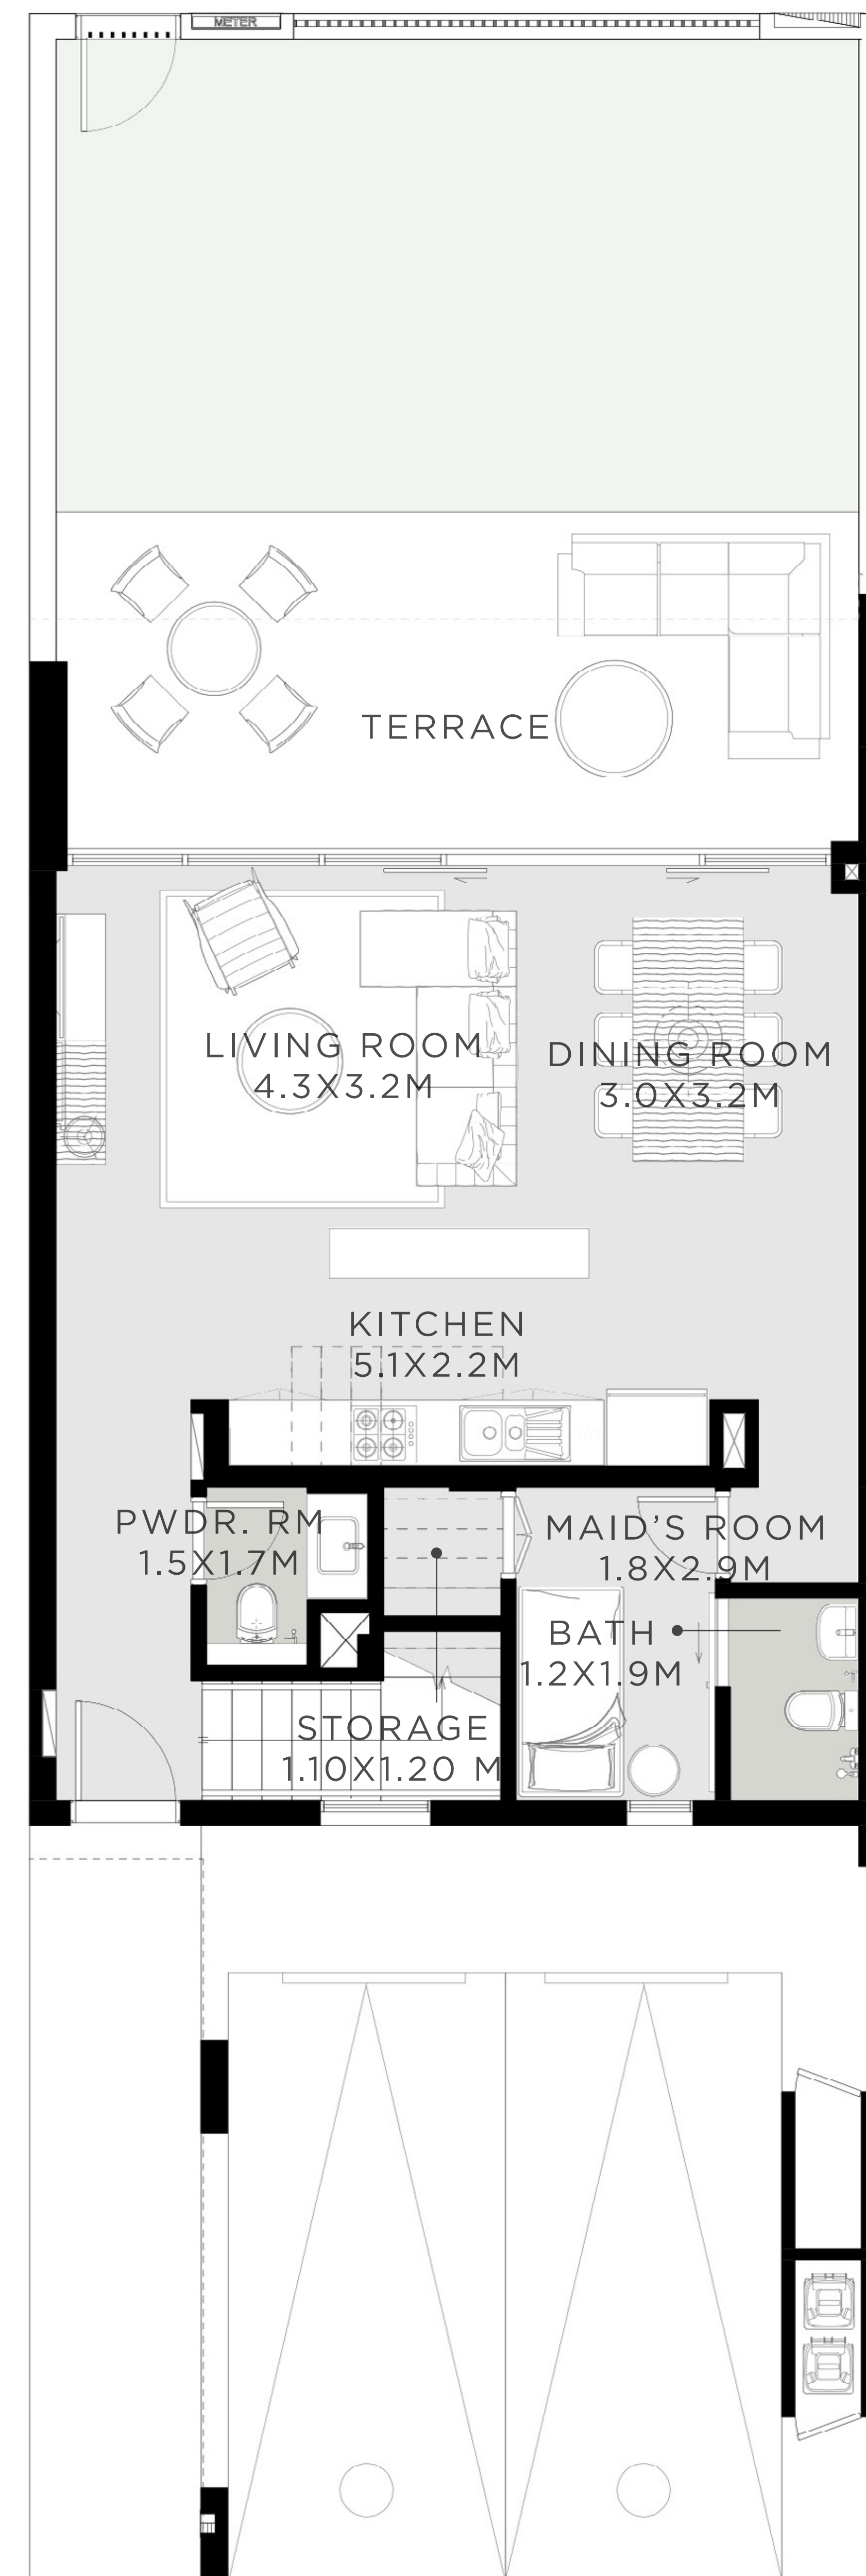 METER
TERRACE
LIVING ROOM
4.3X3.2M
DINING ROOM
3.0X3.2M
KITCHEN
5.1X2.2M
PWDR. RM
1.5X1.7M
MAID'S ROOM
1.8X2.9M
BATH
1.2X1.9M
STORAGE
1.10X1.20 M